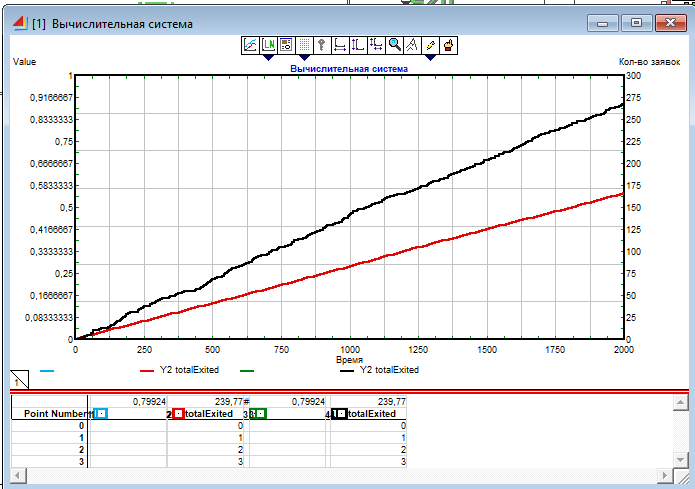 [1] Вычислительная система
Value
Кол-во заявок
Вычислительная система
1
0,9166667
0,8333333
0,75
0,6666667
0,5833333
0,5
0,4166667
0,3333333
0,25
0,1666667
0,08333333
0
300
275
250
225
200
175
150
125
100
75
50
25
0
0 250 500 750 1000 1250 1500 1750 2000
Время
Y2 totalExited Y2 totalExited
1
0,79924 239,77# 0,79924 239,77
Point Number totalExited totalExited
0 0 0
1 1 1
2 2 2
3 3 3